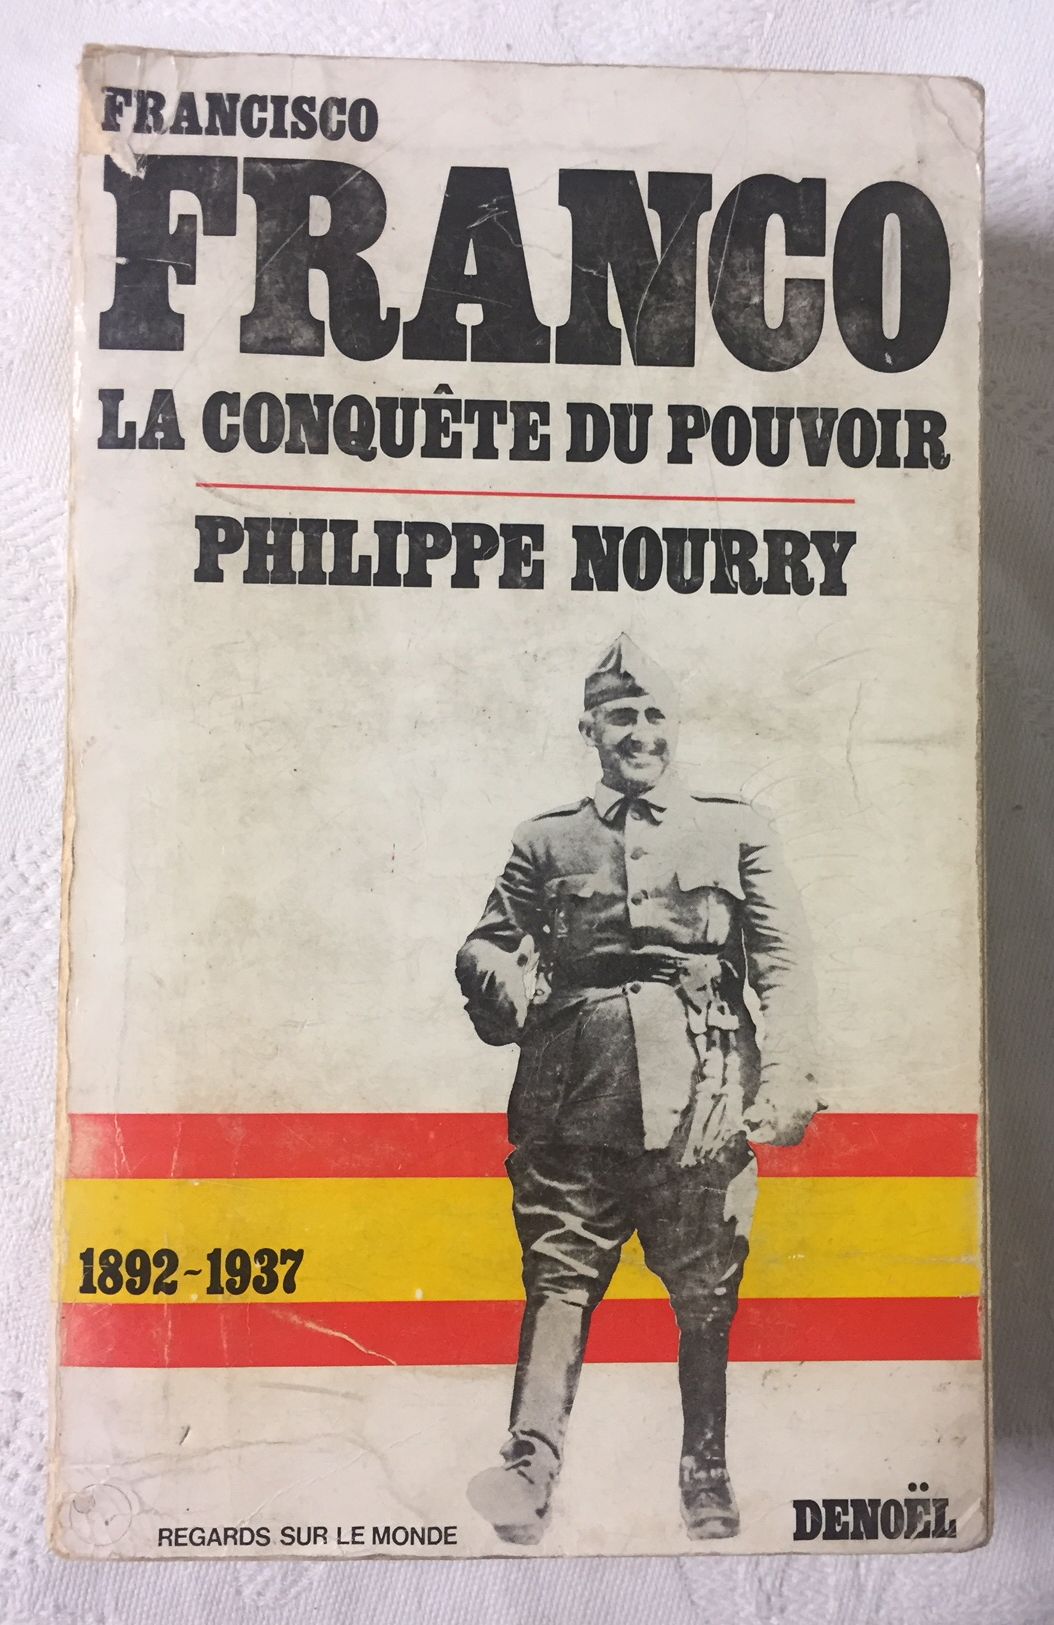 FRANCISCO
FRANCO
LA CONQUÊTE DU POUVOIR
PHILIPPE NOURRY
1892~1937
REGARDS SUR LE MONDE
DENOËL